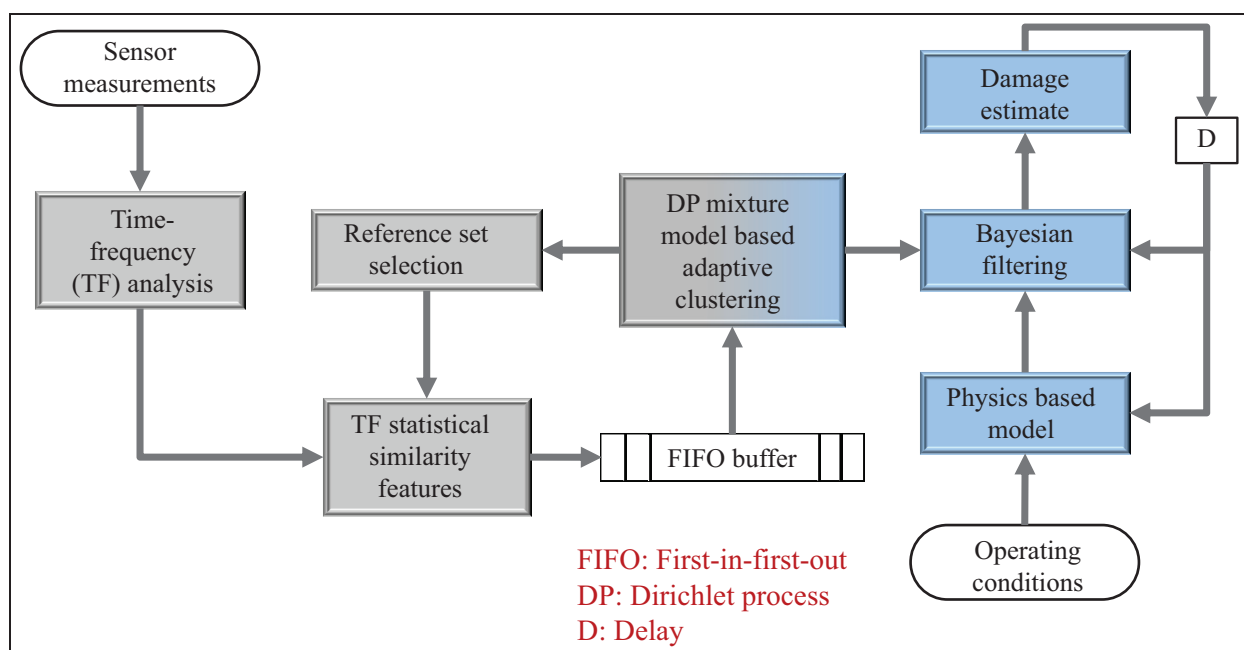 Sensor
measurements
Time-
frequency
(TF) analysis
Reference set
selection
TF statistical
similarity
features
FIFO buffer
DP mixture
model based
adaptive
clustering
Damage
estimate
D
Bayesian
filtering
Physics based
model
Operating
conditions
FIFO: First-in-first-out
DP: Dirichlet process
D: Delay